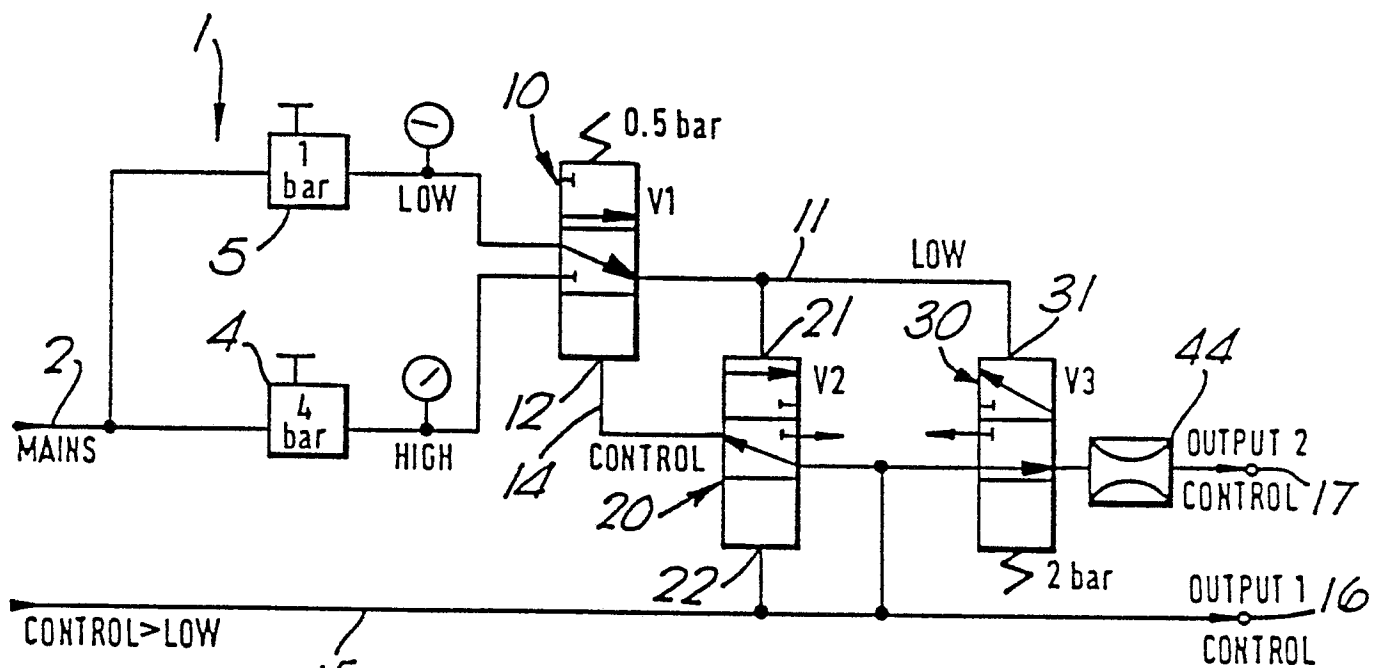 1
10
0.5 bar
1
bar
LOW
V1
5
11
LOW
2
4
4
bar
HIGH
MAINS
12
14
CONTROL
21
V2
30
31
V3
44
20
22
OUTPUT 2
CONTROL
17
2 bar
CONTROL>LOW
OUTPUT 1
16
CONTROL